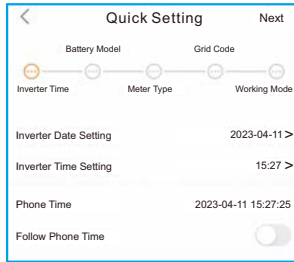 Quick Setting Next
Battery Model Grid Code
Inverter Time Meter Type Working Mode
Inverter Date Setting 2023-04-11 >
Inverter Time Setting 15:27 >
Phone Time 2023-04-11 15:27:25
Follow Phone Time